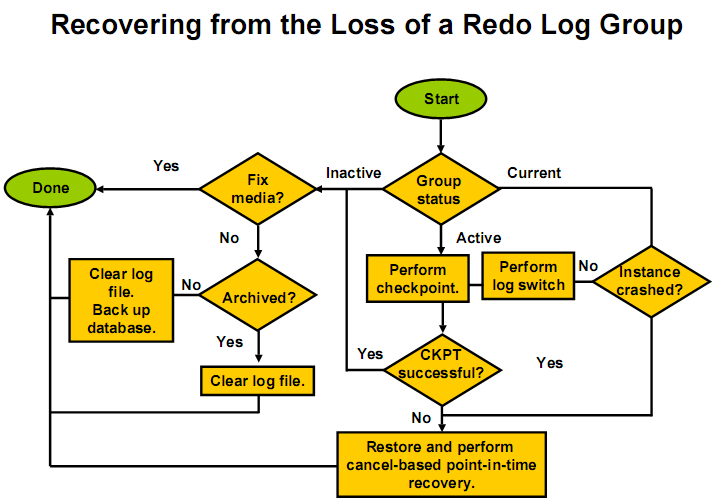 Recovering from the Loss of a Redo Log Group
Start
Yes
Fix
media?
Inactive
Group
status
Current
Done
No
Active
Clear log
file.
Back up
database.
No
Archived?
Perform
checkpoint.
Perform
log switch
No
Instance
crashed?
Yes
Clear log file.
Yes
CKPT
successful?
Yes
No
Restore and perform
cancel-based point-in-time
recovery.